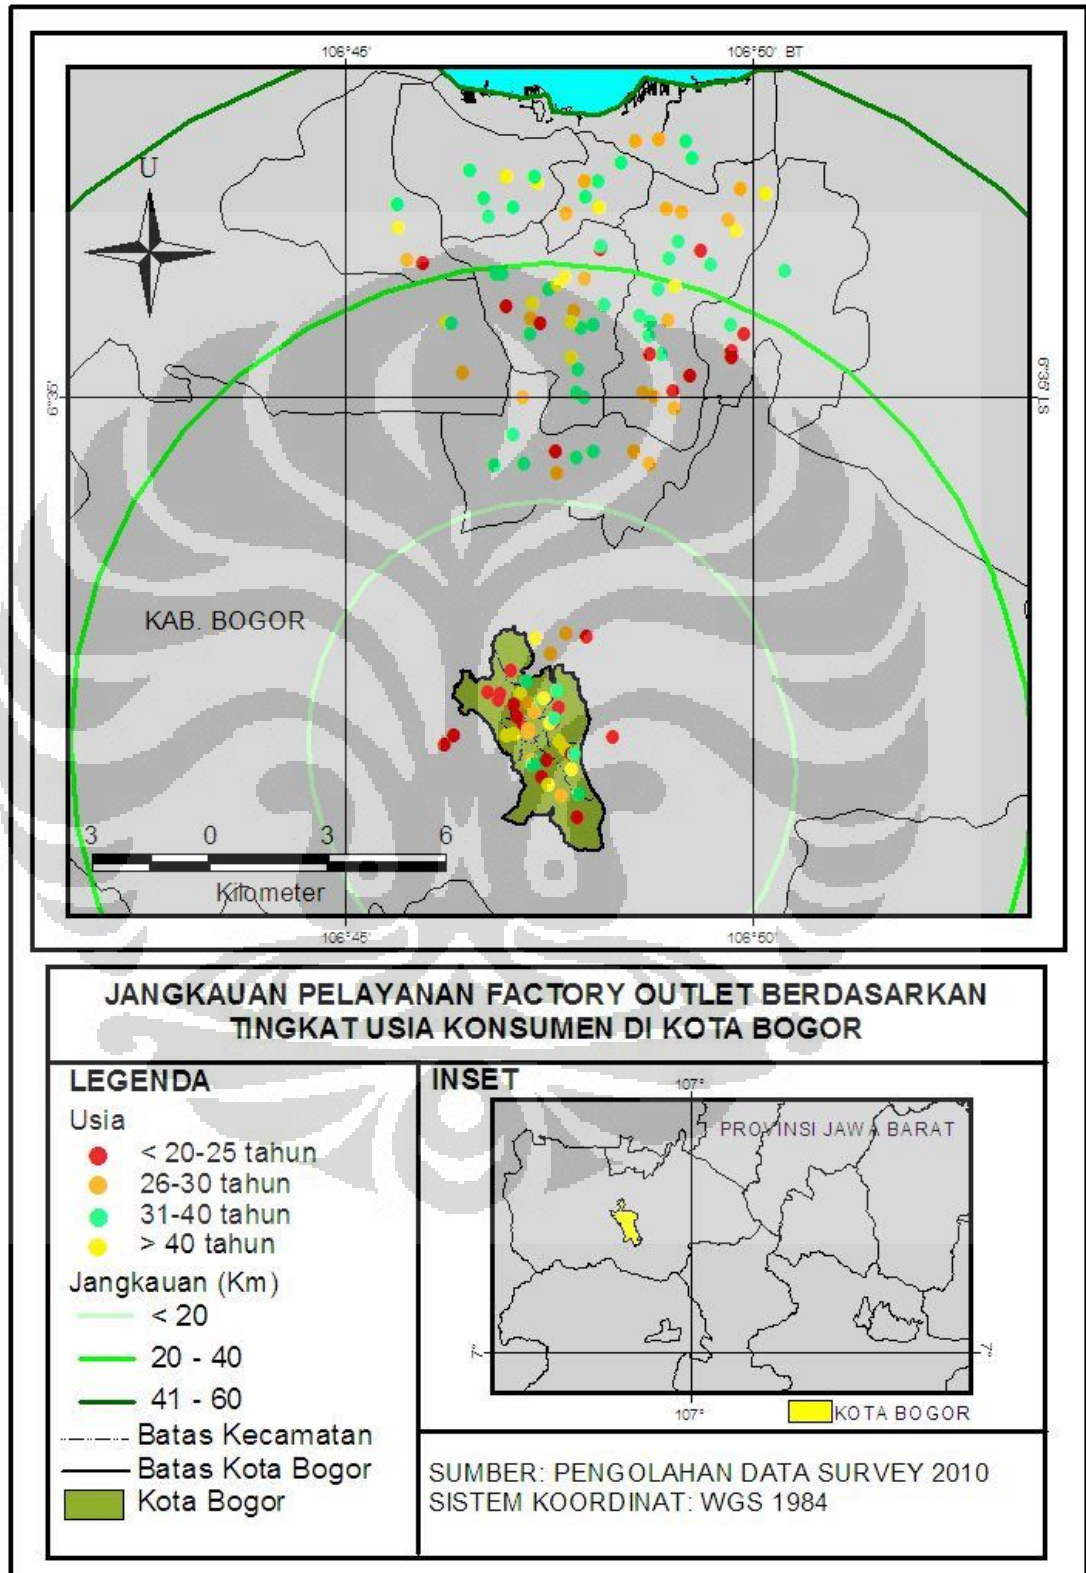 106°45' 106°50' BT
U
6°35' 6°35' LS
KAB. BOGOR
3 0 3 6
Kilometer
106°45' 106°50'
JANGKAUAN PELAYANAN FACTORY OUTLET BERDASARKAN
TINGKAT USIA KONSUMEN DI KOTA BOGOR
LEGENDA
Usia
< 20-25 tahun
26-30 tahun
31-40 tahun
> 40 tahun
Jangkauan (Km)
< 20
20 - 40
41 - 60
Batas Kecamatan
Batas Kota Bogor
Kota Bogor
INSET
107°
PROVINSI JAWA BARAT
7° 7°
107°
KOTA BOGOR
SUMBER: PENGOLAHAN DATA SURVEY 2010
SISTEM KOORDINAT: WGS 1984